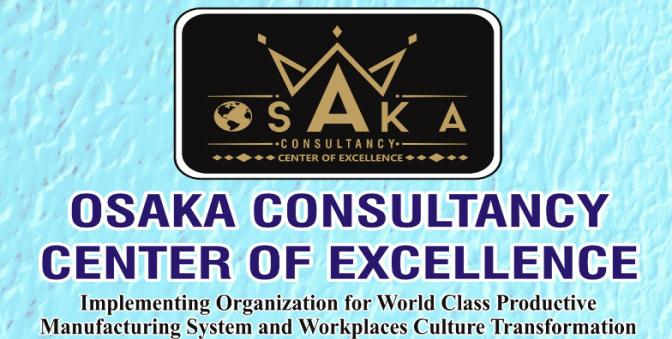 OSAKA
CONSULTANCY
CENTER OF EXCELLENCE
OSAKA CONSULTANCY
CENTER OF EXCELLENCE
Implementing Organization for World Class Productive
Manufacturing System and Workplaces Culture Transformation